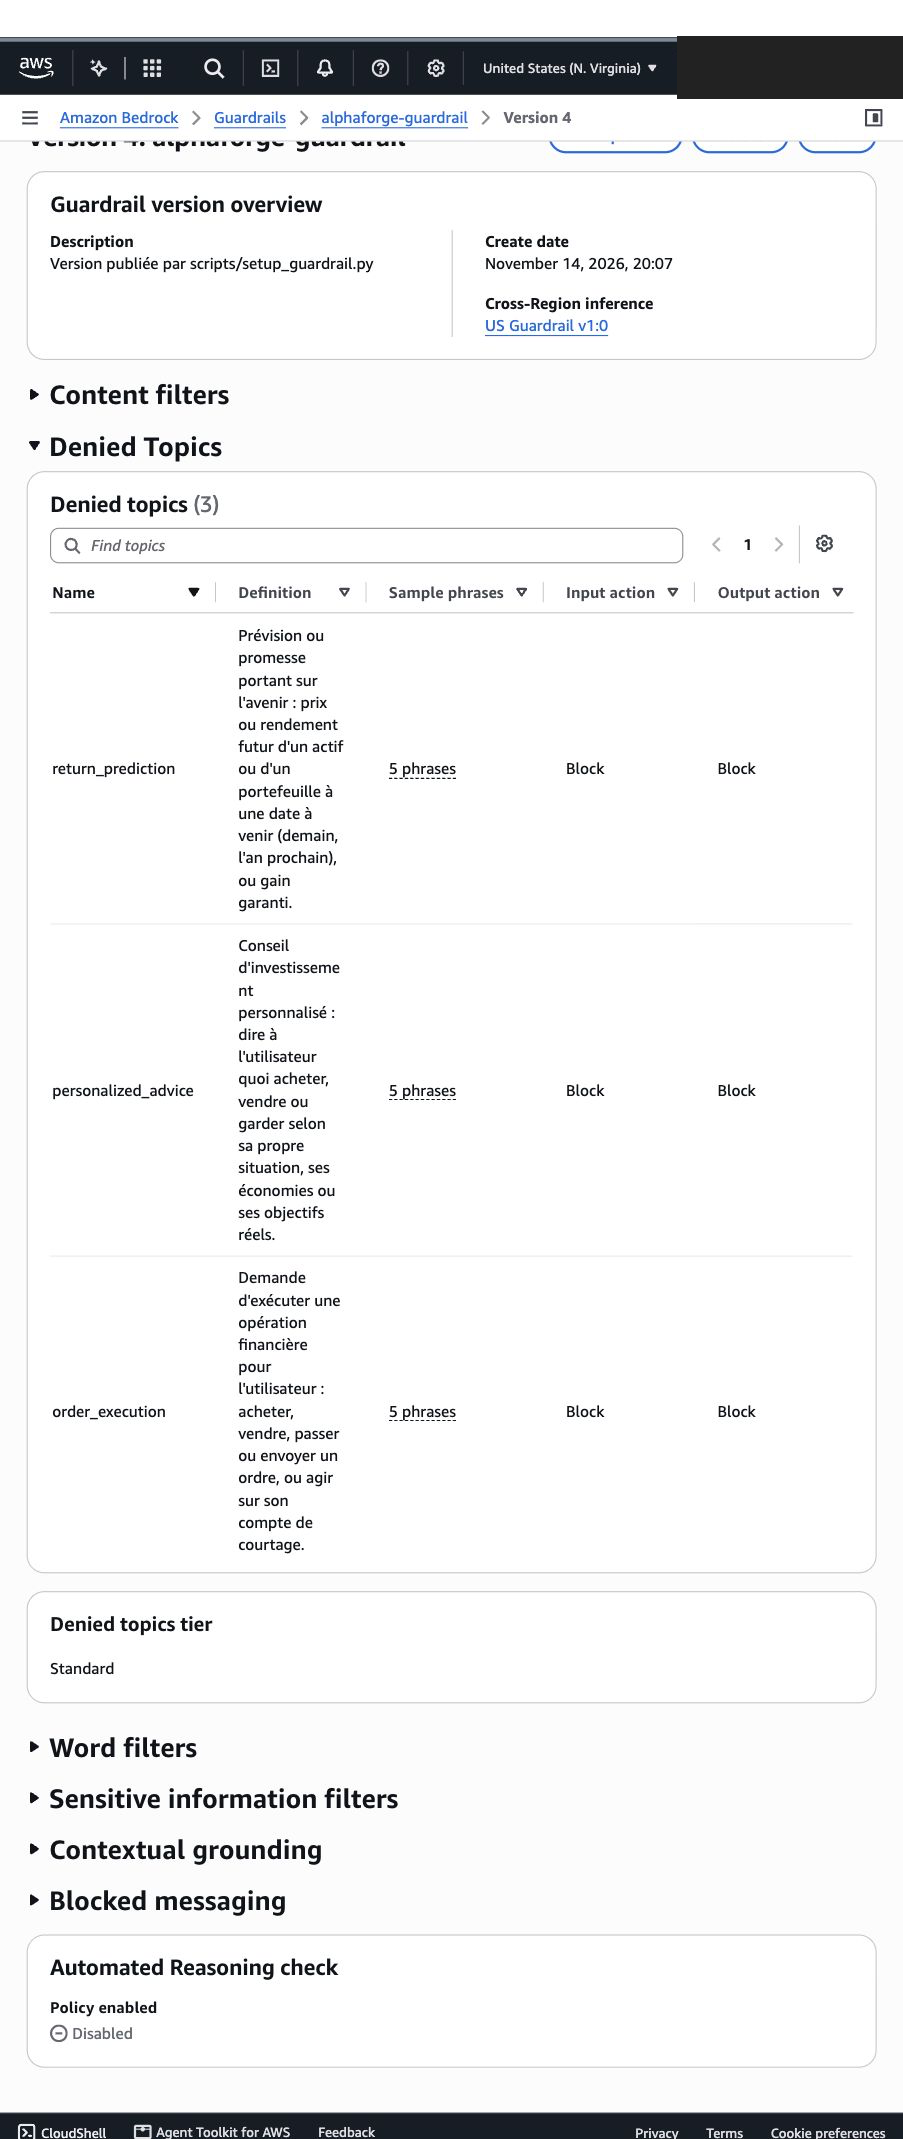 aws
United States (N. Virginia)
Amazon Bedrock
Guardrails
alphaforge-guardrail
Version 4
Version 4: alphaforge-guardrail
Guardrail version overview
Description
Version publiée par scripts/setup_guardrail.py
Create date
November 14, 2026, 20:07
Cross-Region inference
US Guardrail v1:0
Content filters
Denied Topics
Denied topics (3)
Find topics
1
Name
Definition
Sample phrases
Input action
Output action
return_prediction
Prévision ou
promesse
portant sur
l'avenir : prix
ou rendement
futur d'un actif
ou d'un
portefeuille à
une date à
venir (demain,
l'an prochain),
ou gain
garanti.
5 phrases
Block
Block
personalized_advice
Conseil
d'investisseme
nt
personnalisé :
dire à
l'utilisateur
quoi acheter,
vendre ou
garder selon
sa propre
situation, ses
économies ou
ses objectifs
réels.
5 phrases
Block
Block
order_execution
Demande
d'exécuter une
opération
financière
pour
l'utilisateur :
acheter,
vendre, passer
ou envoyer un
ordre, ou agir
sur son
compte de
courtage.
5 phrases
Block
Block
Denied topics tier
Standard
Word filters
Sensitive information filters
Contextual grounding
Blocked messaging
Automated Reasoning check
Policy enabled
Disabled
CloudShell
Agent Toolkit for AWS
Feedback
Privacy
Terms
Cookie preferences